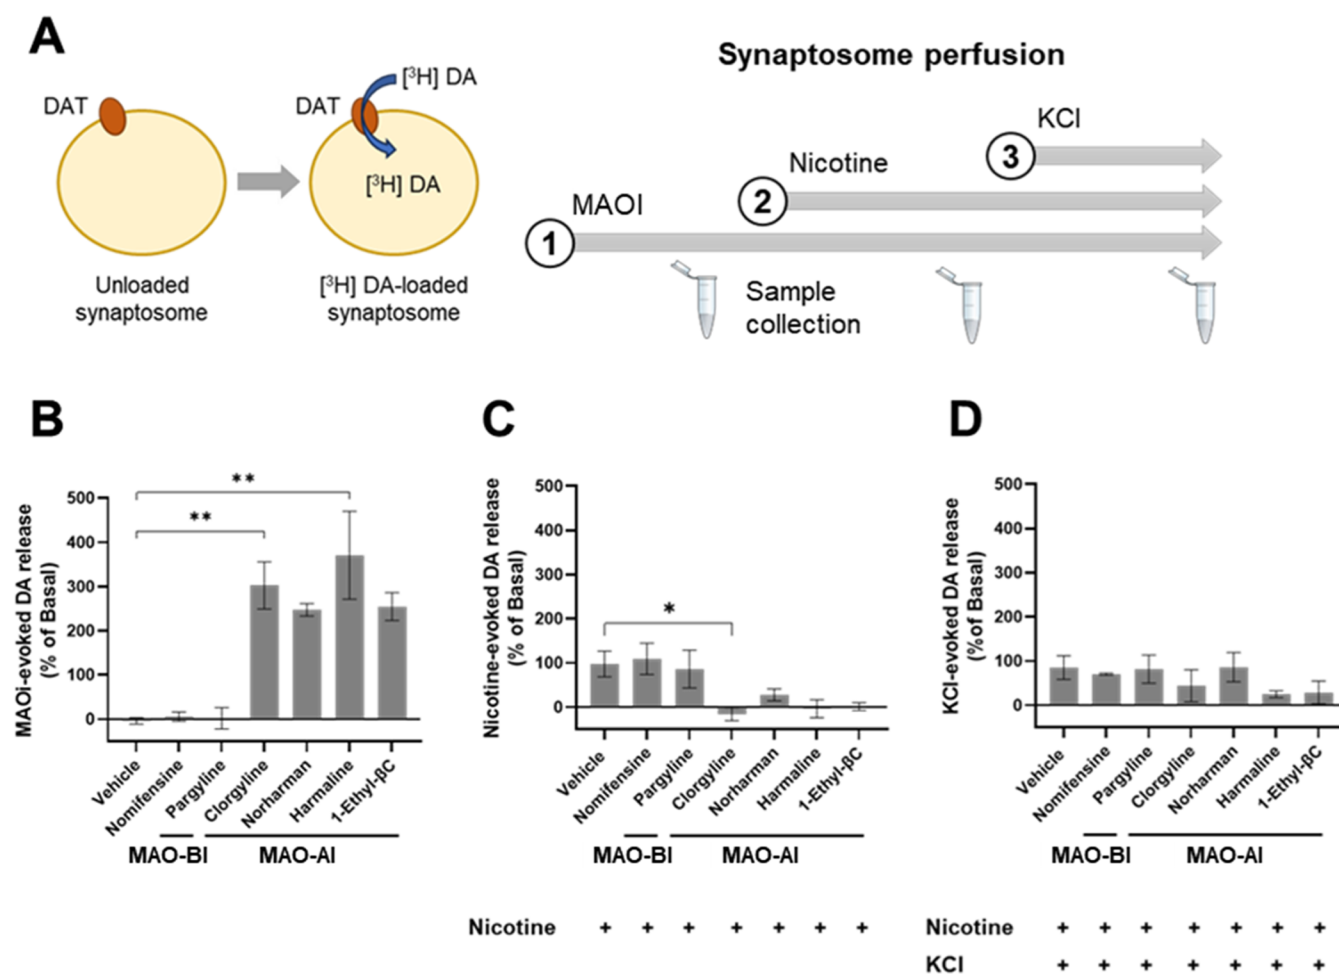 A
Synaptosome perfusion
DAT
DAT
[³H] DA
[³H] DA
Unloaded
synaptosome
[³H] DA-loaded
synaptosome
KCl
3
Nicotine
2
MAOI
1
Sample
collection
B
MAOi-evoked DA release
(% of Basal)
500
400
300
200
100
0
**
**
Vehicle
Nomifensine
Pargyline
Clorgyline
Norharman
Harmaline
1-Ethyl-βC
MAO-BI
MAO-AI
C
Nicotine-evoked DA release
(% of Basal)
500
400
300
200
100
0
*
Vehicle
Nomifensine
Pargyline
Clorgyline
Norharman
Harmaline
1-Ethyl-βC
MAO-BI
MAO-AI
Nicotine + + + + + + +
D
KCl-evoked DA release
(% of Basal)
500
400
300
200
100
0
Vehicle
Nomifensine
Pargyline
Clorgyline
Norharman
Harmaline
1-Ethyl-βC
MAO-BI
MAO-AI
Nicotine + + + + + + +
KCl + + + + + + +